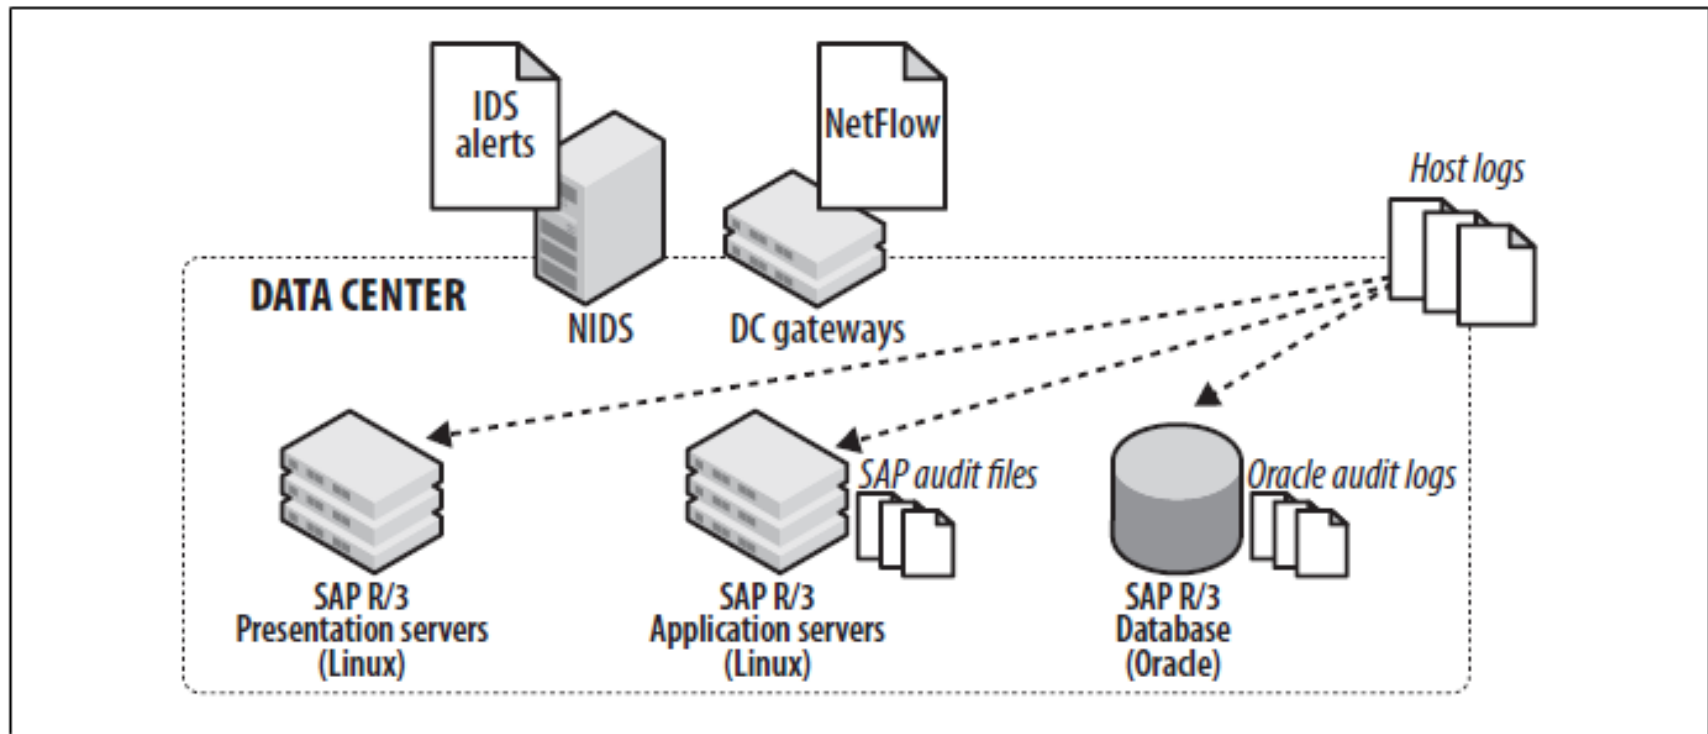 IDS
alerts
NetFlow
Host logs
DATA CENTER
NIDS
DC gateways
SAP audit files
Oracle audit logs
SAP R/3
Presentation servers
(Linux)
SAP R/3
Application servers
(Linux)
SAP R/3
Database
(Oracle)